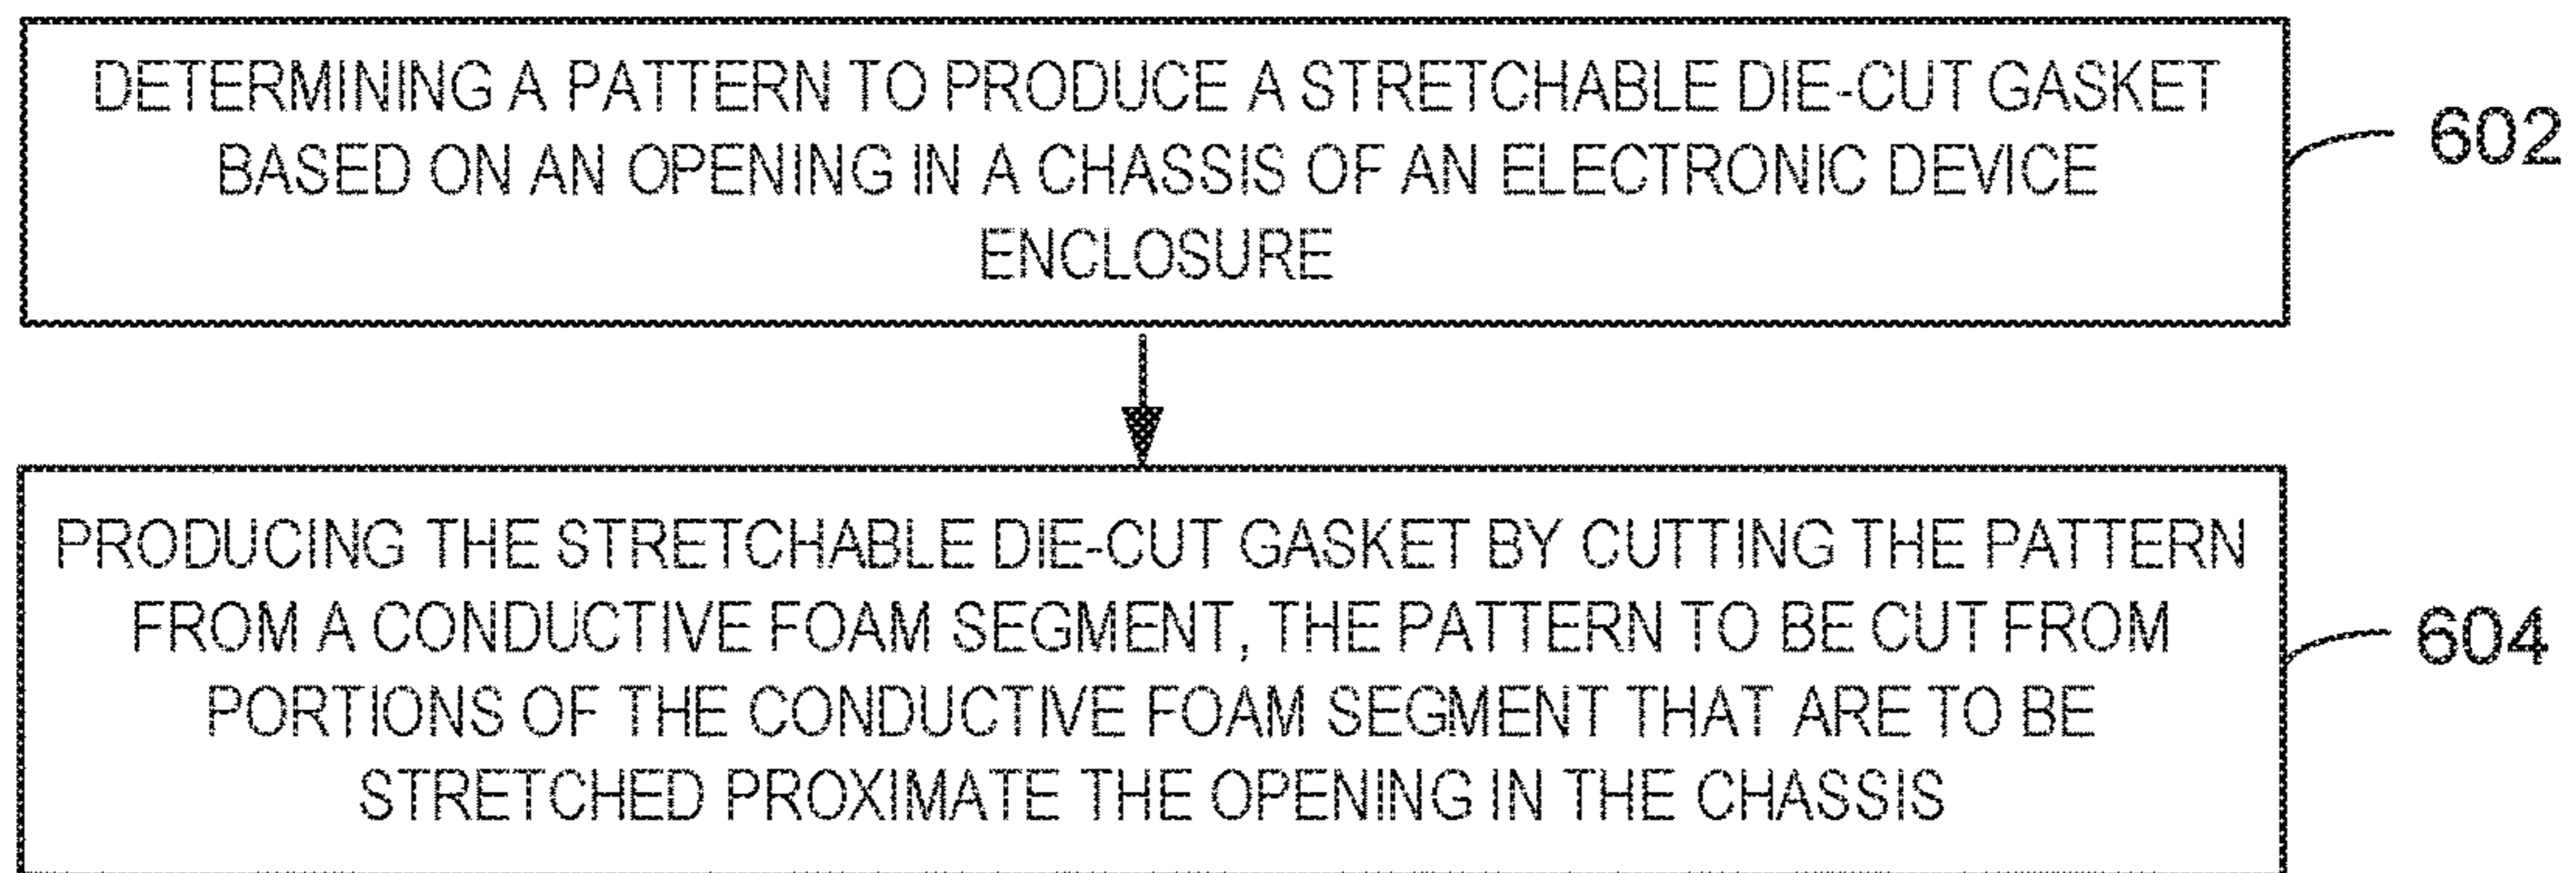 DETERMINING A PATTERN TO PRODUCE A STRETCHABLE DIE-CUT GASKET
BASED ON AN OPENING IN A CHASSIS OF AN ELECTRONIC DEVICE
ENCLOSURE
602
PRODUCING THE STRETCHABLE DIE-CUT GASKET BY CUTTING THE PATTERN
FROM A CONDUCTIVE FOAM SEGMENT, THE PATTERN TO BE CUT FROM
PORTIONS OF THE CONDUCTIVE FOAM SEGMENT THAT ARE TO BE
STRETCHED PROXIMATE THE OPENING IN THE CHASSIS
604